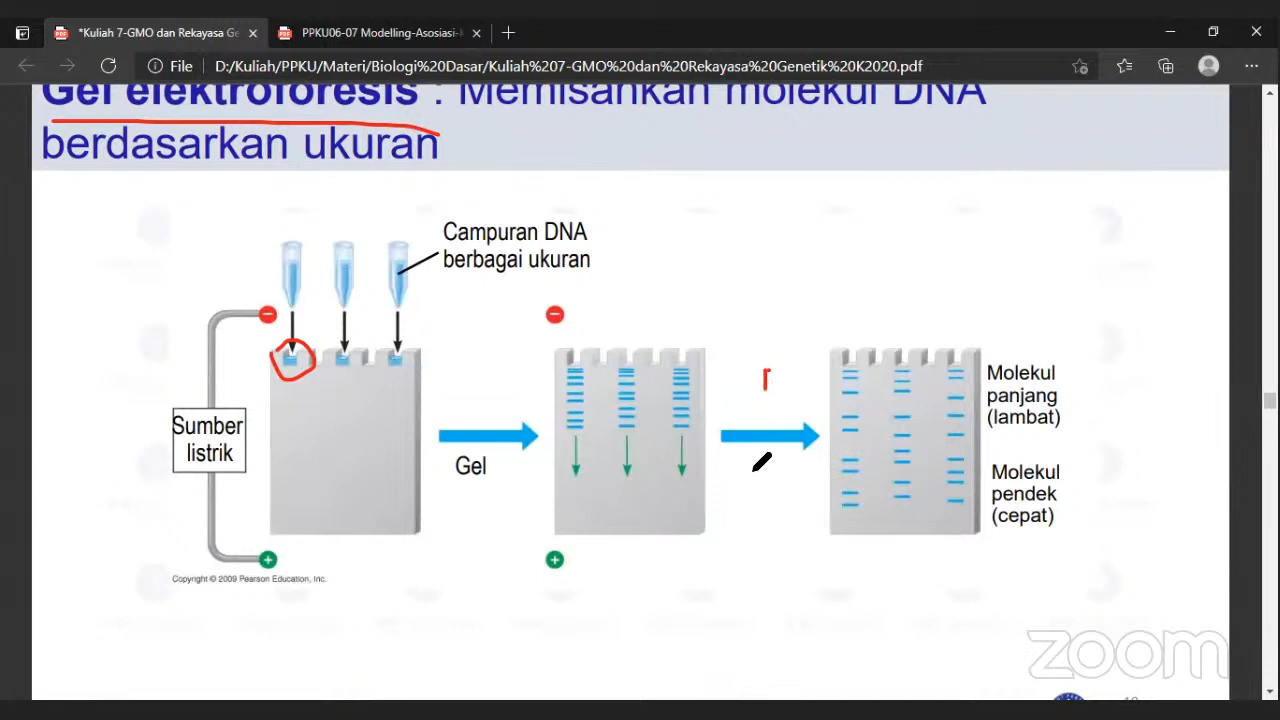 *Kuliah 7-GMO dan Rekayasa Ge
PPKU06-07 Modelling-Asosiasi-
File
D:/Kuliah/PPKU/Materi/Biologi%20Dasar/Kuliah%207-GMO%20dan%20Rekayasa%20Genetik%20K2020.pdf
Gel elektroforesis : Memisahkan molekul DNA
berdasarkan ukuran
Campuran DNA
berbagai ukuran
Sumber
listrik
Gel
Molekul
panjang
(lambat)
Molekul
pendek
(cepat)
Copyright © 2009 Pearson Education, Inc.
zoom